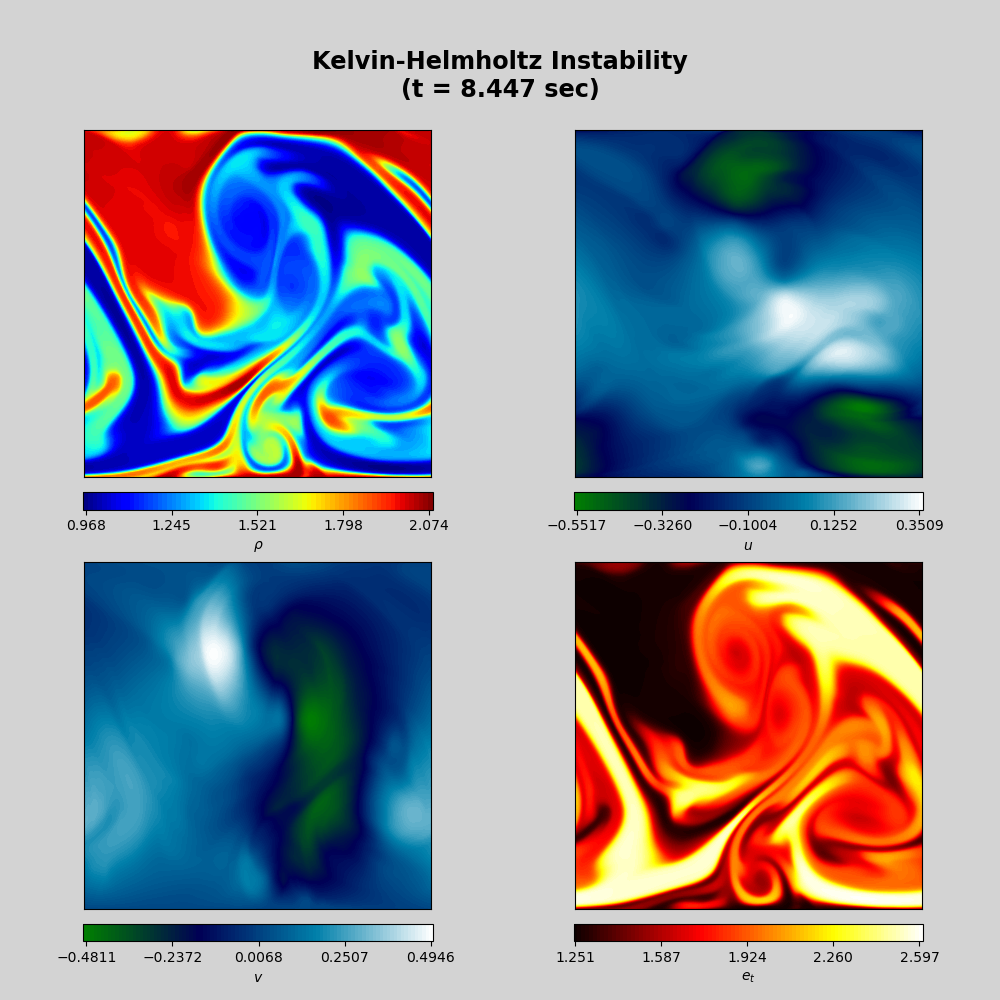 Kelvin-Helmholtz Instability
(t = 8.447 sec)
0.968 1.245 1.521 1.798 2.074
ρ
−0.5517 −0.3260 −0.1004 0.1252 0.3509
u
−0.4811 −0.2372 0.0068 0.2507 0.4946
v
1.251 1.587 1.924 2.260 2.597
eₜ